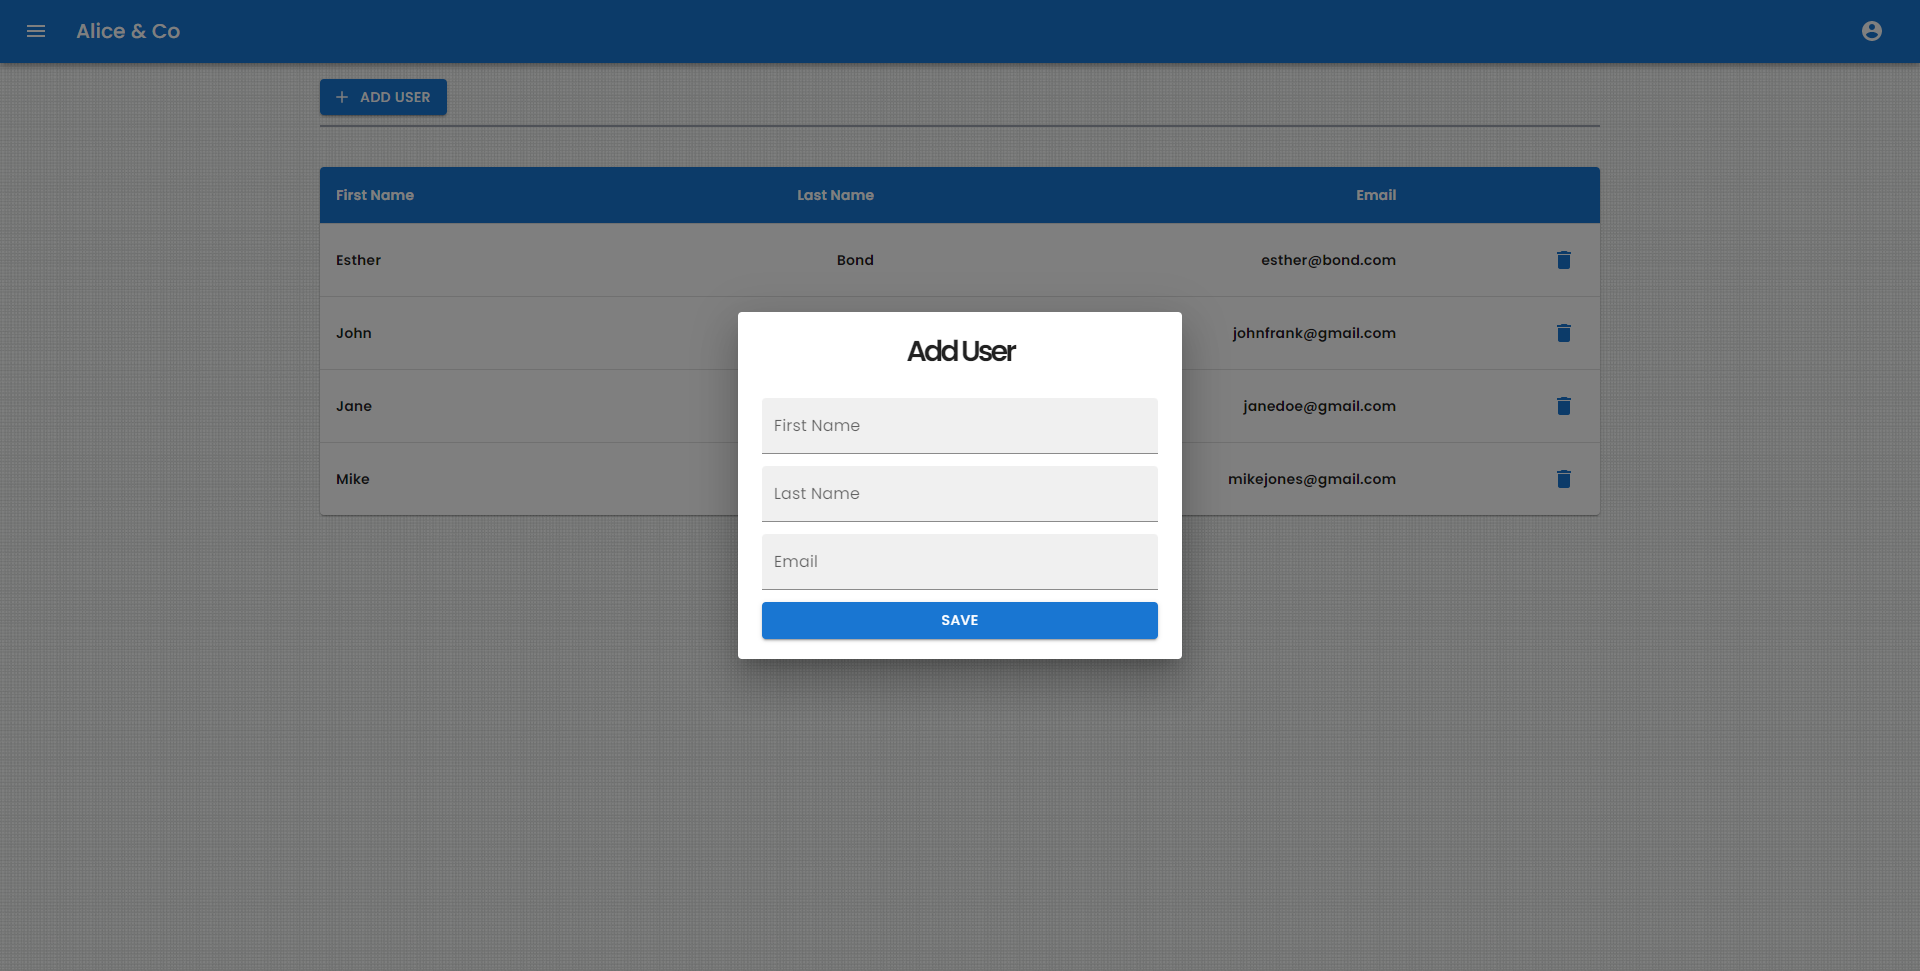 Alice & Co
ADD USER
First Name Last Name Email
Esther Bond esther@bond.com
John johnfrank@gmail.com
Jane janedoe@gmail.com
Mike mikejones@gmail.com
Add User
First Name
Last Name
Email
SAVE